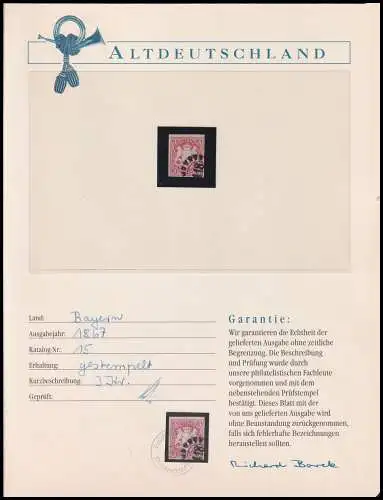 ALTDEUTSCHLAND
Land: Bayern
Ausgabejahr: 1867
Katalog-Nr.: 15
Erhaltung: gestempelt
Kurzbeschreibung:
Geprüft:
Garantie:
Wir garantieren die Echtheit der
gelieferten Ausgabe ohne zeitliche
Begrenzung. Die Beschreibung
und Prüfung wurde durch
unsere philatelistischen Fachleute
vorgenommen und mit dem
nebenstehenden Prüfstempel
bestätigt. Dieses Blatt mit der
von uns gelieferten Ausgabe wird
ohne Beanstandung zurückgenommen,
falls sich fehlerhafte Bezeichnungen
herausstellen sollten.
Richard Borek